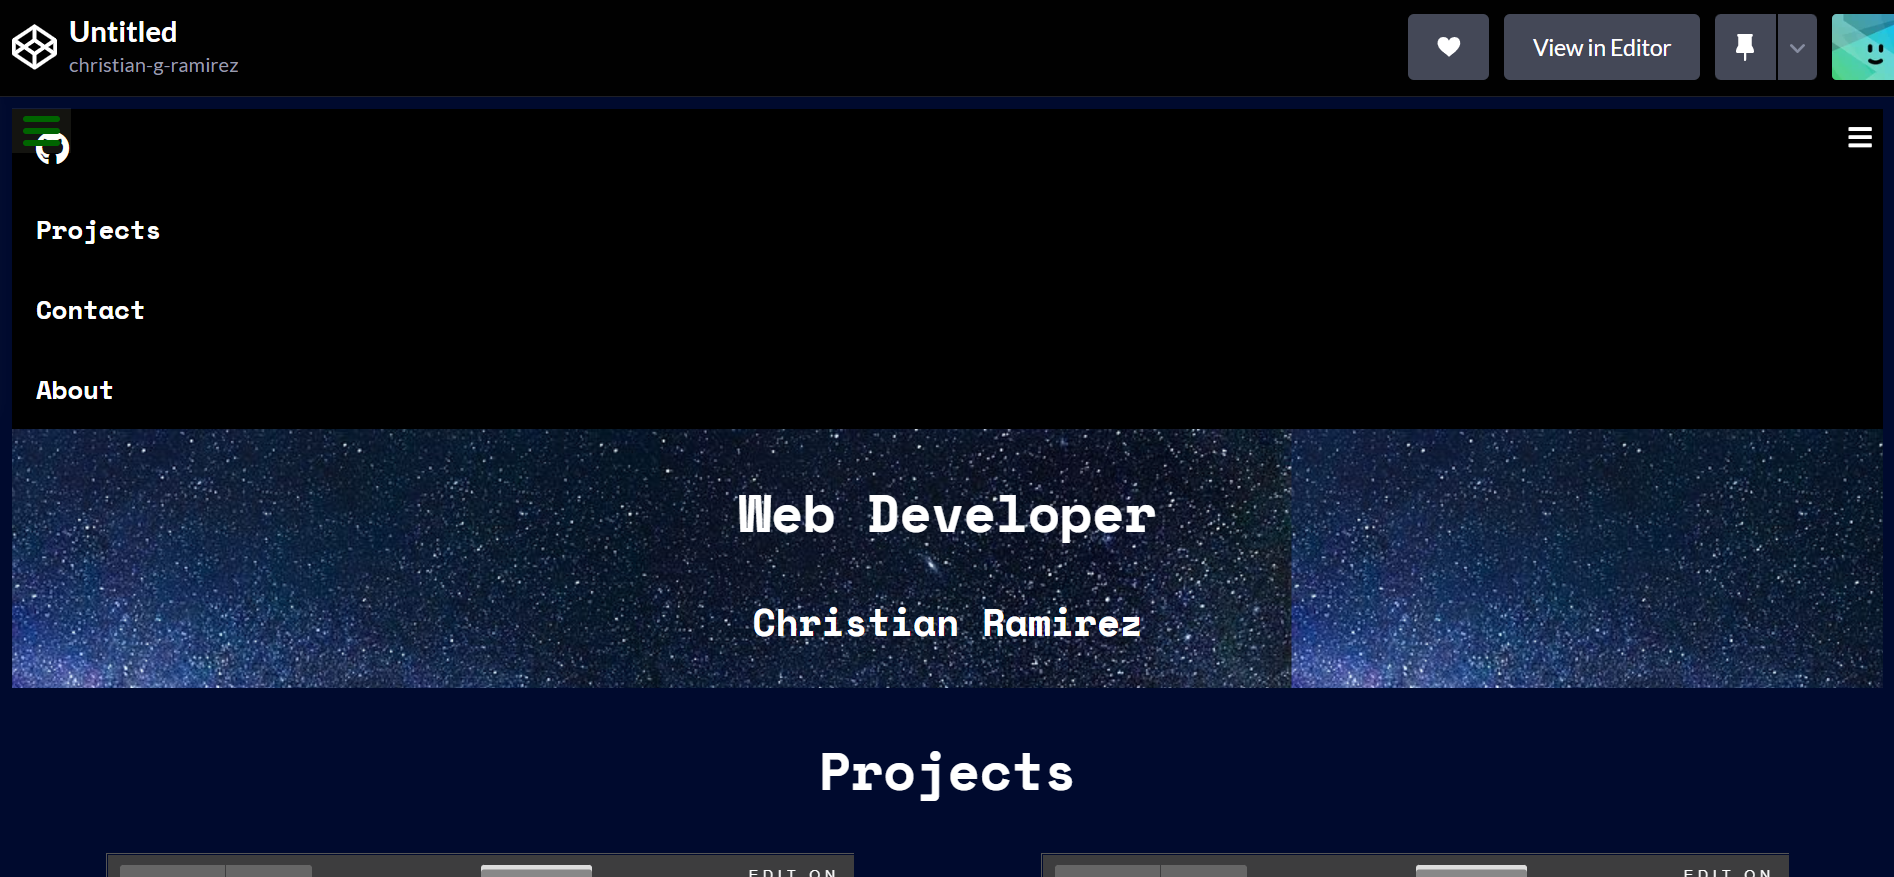 Untitled
christian-g-ramirez
View in Editor
Projects
Contact
About
Web Developer
Christian Ramirez
Projects
EDIT ON
EDIT ON